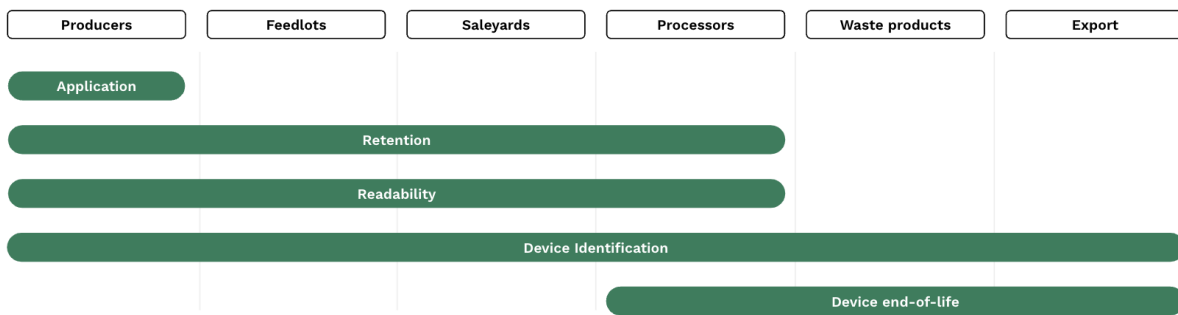 Producers
Feedlots
Saleyards
Processors
Waste products
Export
Application
Retention
Readability
Device Identification
Device end-of-life